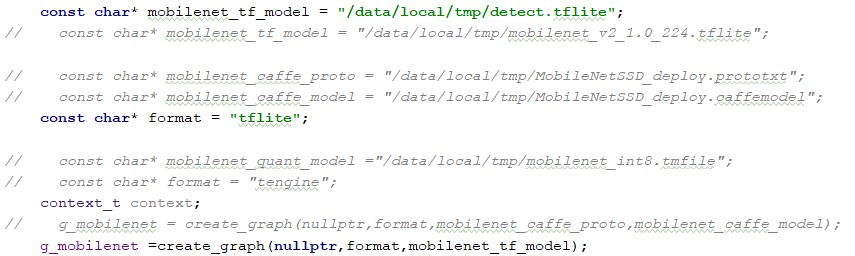 const char* mobilenet_tf_model = "/data/local/tmp/detect.tflite";
// const char* mobilenet_tf_model = "/data/local/tmp/mobilenet_v2_1.0_224.tflite";
// const char* mobilenet_caffe_proto = "/data/local/tmp/MobileNetSSD_deploy.prototxt";
// const char* mobilenet_caffe_model = "/data/local/tmp/MobileNetSSD_deploy.caffemodel";
const char* format = "tflite";
// const char* mobilenet_quant_model ="/data/local/tmp/mobilenet_int8.tmfile";
// const char* format = "tengine";
context_t context;
// g_mobilenet = create_graph(nullptr,format,mobilenet_caffe_proto,mobilenet_caffe_model);
g_mobilenet =create_graph(nullptr,format,mobilenet_tf_model);